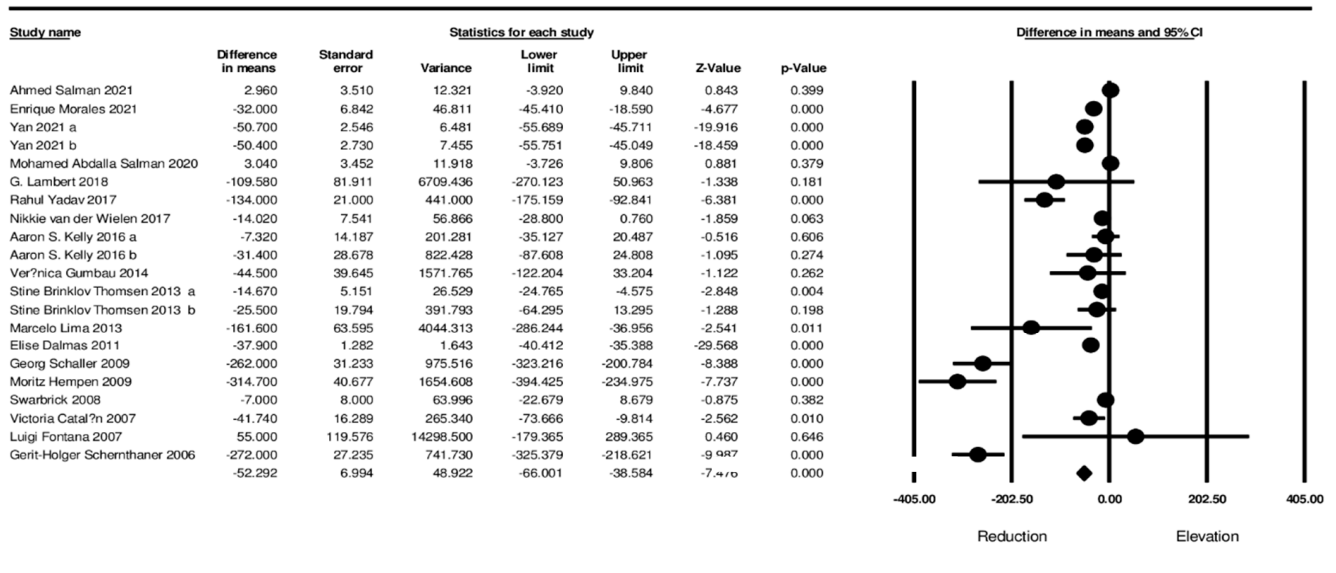 Study name Statistics for each study Difference in means and 95% CI
Difference in means Standard error Variance Lower limit Upper limit Z-Value p-Value
Ahmed Salman 2021 2.960 3.510 12.321 -3.920 9.840 0.843 0.399
Enrique Morales 2021 -32.000 6.842 46.811 -45.410 -18.590 -4.677 0.000
Yan 2021 a -50.700 2.546 6.481 -55.689 -45.711 -19.916 0.000
Yan 2021 b -50.400 2.730 7.455 -55.751 -45.049 -18.459 0.000
Mohamed Abdalla Salman 2020 3.040 3.452 11.918 -3.726 9.806 0.881 0.379
G. Lambert 2018 -109.580 81.911 6709.436 -270.123 50.963 -1.338 0.181
Rahul Yadav 2017 -134.000 21.000 441.000 -175.159 -92.841 -6.381 0.000
Nikkie van der Wielen 2017 -14.020 7.541 56.866 -28.800 0.760 -1.859 0.063
Aaron S. Kelly 2016 a -7.320 14.187 201.281 -35.127 20.487 -0.516 0.606
Aaron S. Kelly 2016 b -31.400 28.678 822.428 -87.608 24.808 -1.095 0.274
Ver?nica Gumbau 2014 -44.500 39.645 1571.765 -122.204 33.204 -1.122 0.262
Stine Brinklov Thomsen 2013 a -14.670 5.151 26.529 -24.765 -4.575 -2.848 0.004
Stine Brinklov Thomsen 2013 b -25.500 19.794 391.793 -64.295 13.295 -1.288 0.198
Marcelo Lima 2013 -161.600 63.595 4044.313 -286.244 -36.956 -2.541 0.011
Elise Dalmas 2011 -37.900 1.282 1.643 -40.412 -35.388 -29.568 0.000
Georg Schaller 2009 -262.000 31.233 975.516 -323.216 -200.784 -8.388 0.000
Moritz Hempen 2009 -314.700 40.677 1654.608 -394.425 -234.975 -7.737 0.000
Swarbrick 2008 -7.000 8.000 63.996 -22.679 8.679 -0.875 0.382
Victoria Catal?n 2007 -41.740 16.289 265.340 -73.666 -9.814 -2.562 0.010
Luigi Fontana 2007 55.000 119.576 14298.500 -179.365 289.365 0.460 0.646
Gerit-Holger Schernthaner 2006 -272.000 27.235 741.730 -325.379 -218.621 -9.987 0.000
-52.292 6.994 48.922 -66.001 -38.584 -7.476 0.000
-405.00 -202.50 0.00 202.50 405.00
Reduction Elevation